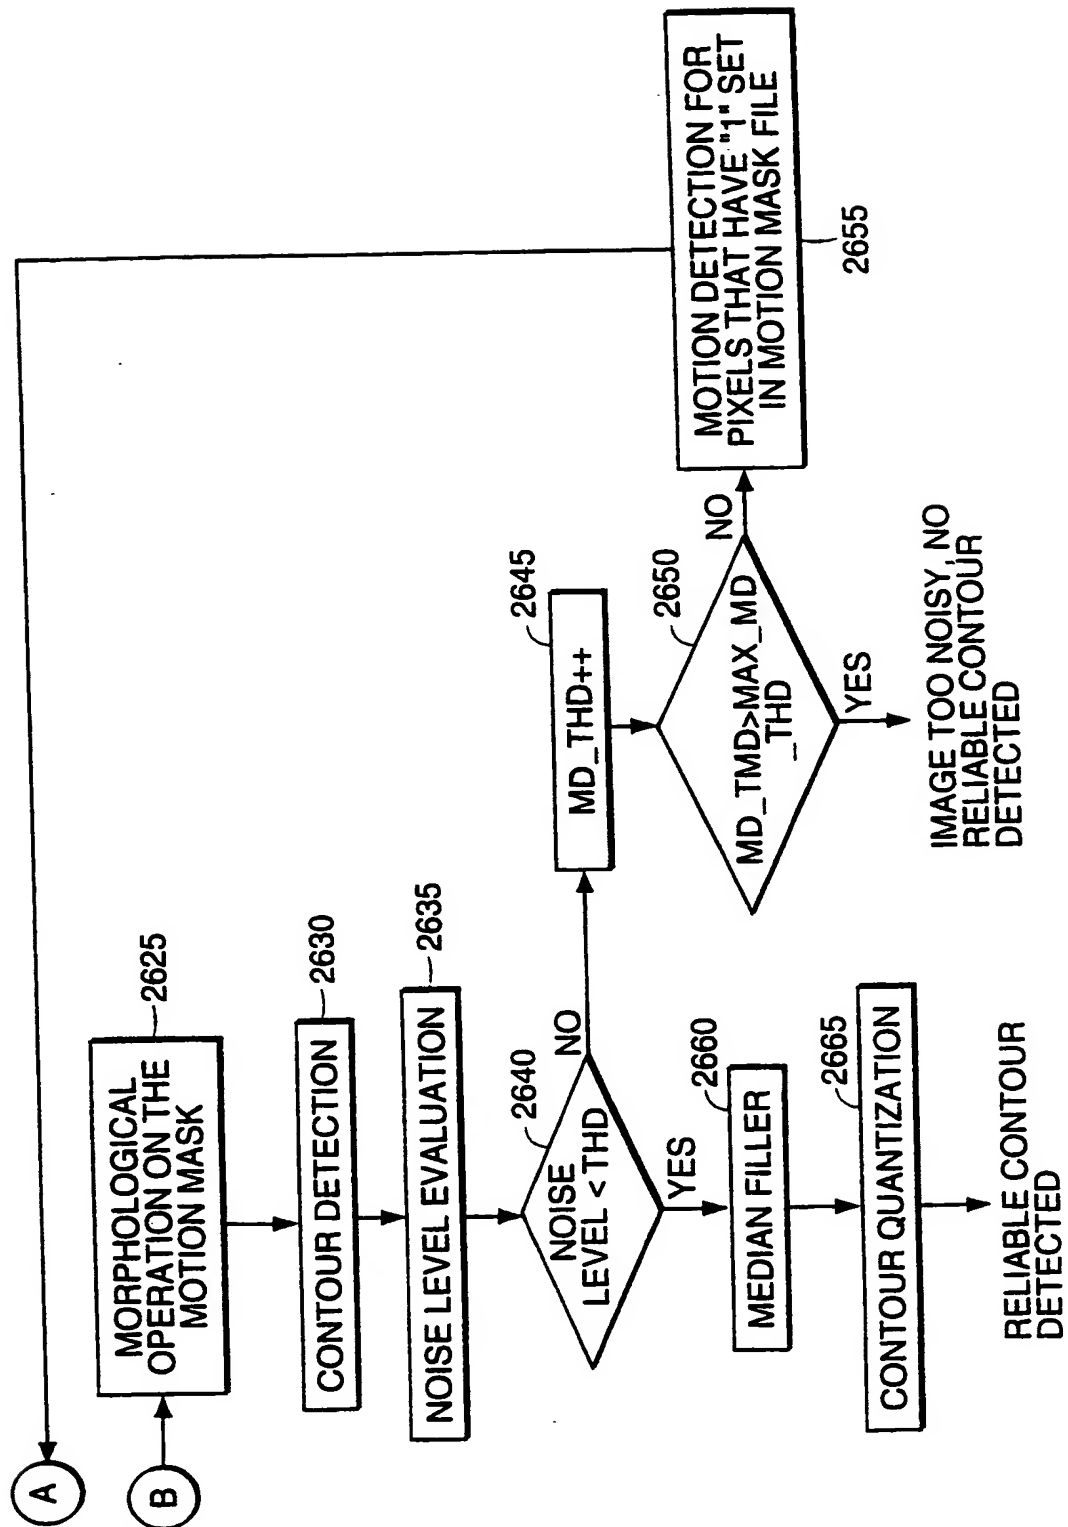 A
B
MORPHOLOGICAL
OPERATION ON THE
MOTION MASK
2625
CONTOUR DETECTION
2630
NOISE LEVEL EVALUATION
2635
NOISE
LEVEL < THD
2640
NO
YES
MD_THD++
2645
MD_TMD>MAX_MD
_THD
2650
NO
YES
MOTION DETECTION FOR
PIXELS THAT HAVE "1" SET
IN MOTION MASK FILE
2655
IMAGE TOO NOISY, NO
RELIABLE CONTOUR
DETECTED
MEDIAN FILLER
2660
CONTOUR QUANTIZATION
2665
RELIABLE CONTOUR
DETECTED